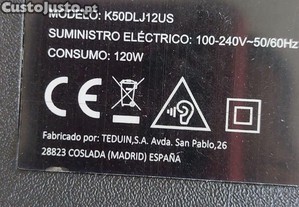 CustoJusto.pt
MODELO: K50DLJ12US
SUMINISTRO ELÉCTRICO: 100-240V~50/60Hz
CONSUMO: 120W
CE
Fabricado por: TEDUIN,S.A. Avda. San Pablo,26
28823 COSLADA (MADRID) ESPAÑA